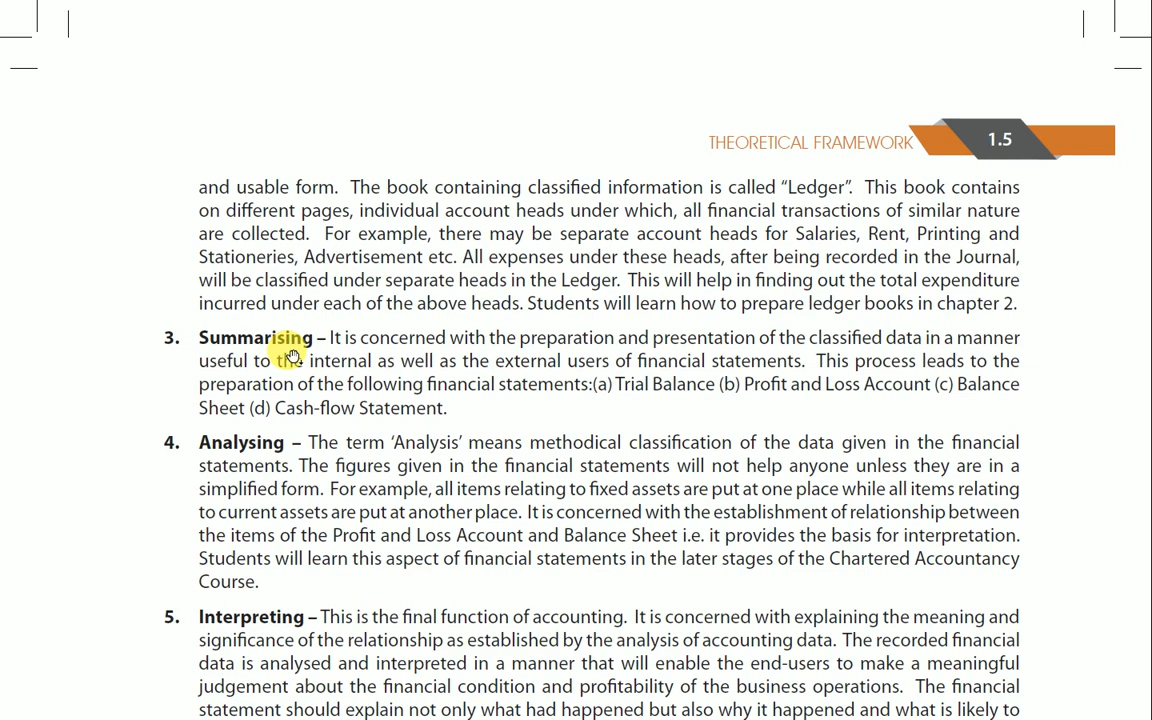 THEORETICAL FRAMEWORK 1.5
and usable form. The book containing classified information is called “Ledger”. This book contains
on different pages, individual account heads under which, all financial transactions of similar nature
are collected. For example, there may be separate account heads for Salaries, Rent, Printing and
Stationeries, Advertisement etc. All expenses under these heads, after being recorded in the Journal,
will be classified under separate heads in the Ledger. This will help in finding out the total expenditure
incurred under each of the above heads. Students will learn how to prepare ledger books in chapter 2.
3. Summarising – It is concerned with the preparation and presentation of the classified data in a manner
useful to the internal as well as the external users of financial statements. This process leads to the
preparation of the following financial statements:(a) Trial Balance (b) Profit and Loss Account (c) Balance
Sheet (d) Cash-flow Statement.
4. Analysing – The term ‘Analysis’ means methodical classification of the data given in the financial
statements. The figures given in the financial statements will not help anyone unless they are in a
simplified form. For example, all items relating to fixed assets are put at one place while all items relating
to current assets are put at another place. It is concerned with the establishment of relationship between
the items of the Profit and Loss Account and Balance Sheet i.e. it provides the basis for interpretation.
Students will learn this aspect of financial statements in the later stages of the Chartered Accountancy
Course.
5. Interpreting – This is the final function of accounting. It is concerned with explaining the meaning and
significance of the relationship as established by the analysis of accounting data. The recorded financial
data is analysed and interpreted in a manner that will enable the end-users to make a meaningful
judgement about the financial condition and profitability of the business operations. The financial
statement should explain not only what had happened but also why it happened and what is likely to